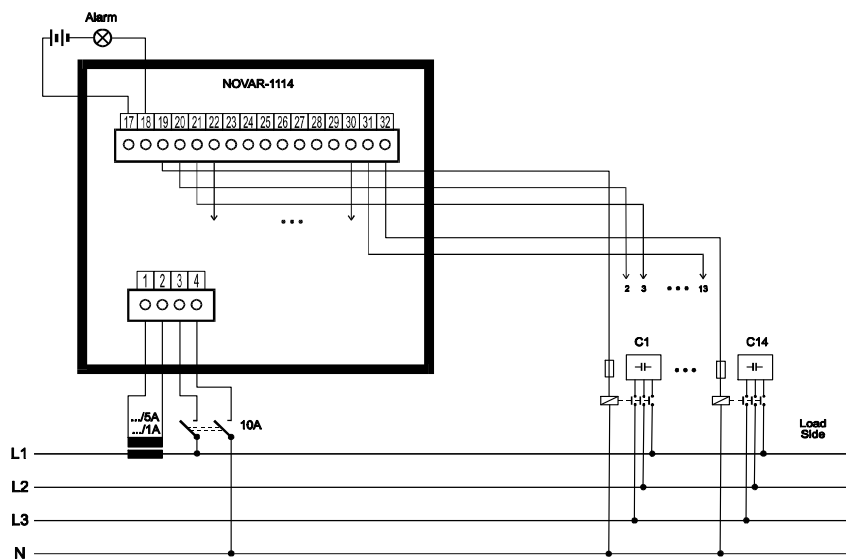 Alarm
NOVAR-1114
17 18 19 20 21 22 23 24 25 26 27 28 29 30 31 32
1 2 3 4
2 3 13
C1 C14
.../5A
.../1A
10A
Load
Side
L1
L2
L3
N